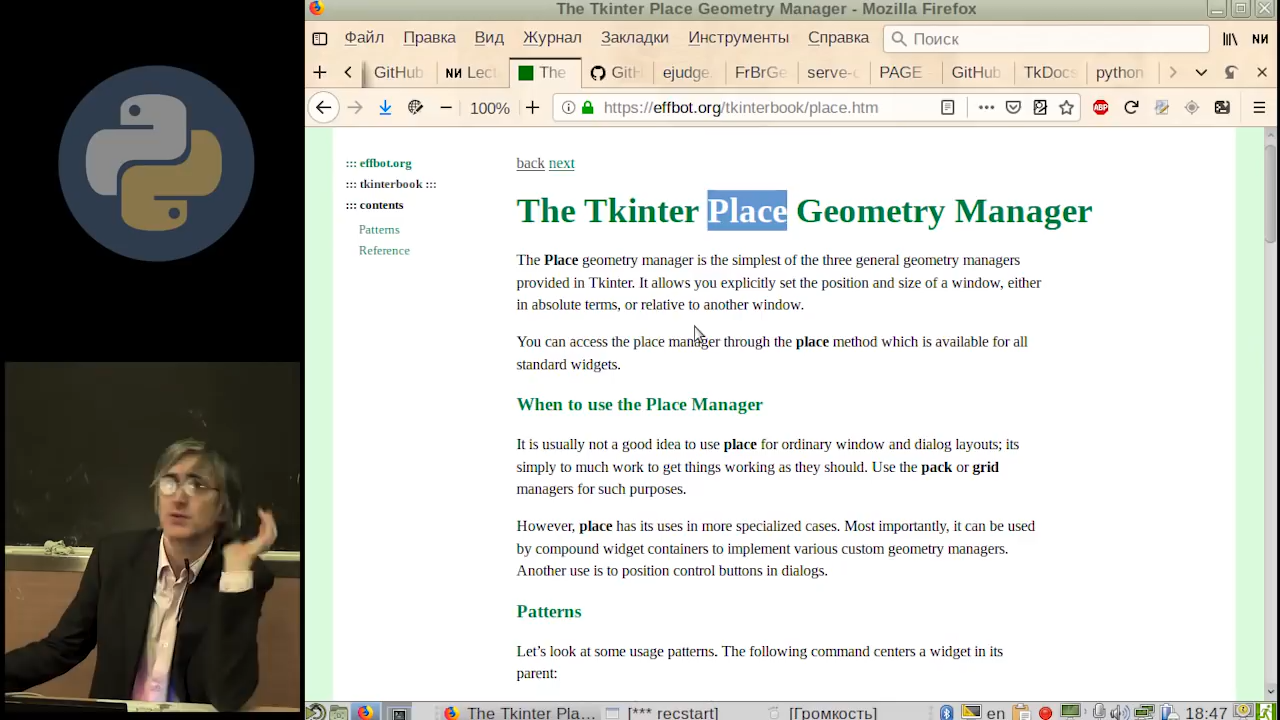 The Tkinter Place Geometry Manager - Mozilla Firefox
Файл Правка Вид Журнал Закладки Инструменты Справка Поиск
GitHub Lect The GitH ejudge. FrBrGe serve-c PAGE GitHub TkDocs python
100% https://effbot.org/tkinterbook/place.htm ABP
::: effbot.org
::: tkinterbook :::
::: contents
Patterns
Reference
back next
The Tkinter Place Geometry Manager
The Place geometry manager is the simplest of the three general geometry managers
provided in Tkinter. It allows you explicitly set the position and size of a window, either
in absolute terms, or relative to another window.
You can access the place manager through the place method which is available for all
standard widgets.
When to use the Place Manager
It is usually not a good idea to use place for ordinary window and dialog layouts; its
simply to much work to get things working as they should. Use the pack or grid
managers for such purposes.
However, place has its uses in more specialized cases. Most importantly, it can be used
by compound widget containers to implement various custom geometry managers.
Another use is to position control buttons in dialogs.
Patterns
Let’s look at some usage patterns. The following command centers a widget in its
parent:
The Tkinter Pla... [*** recstart] [Громкость] en 18:47